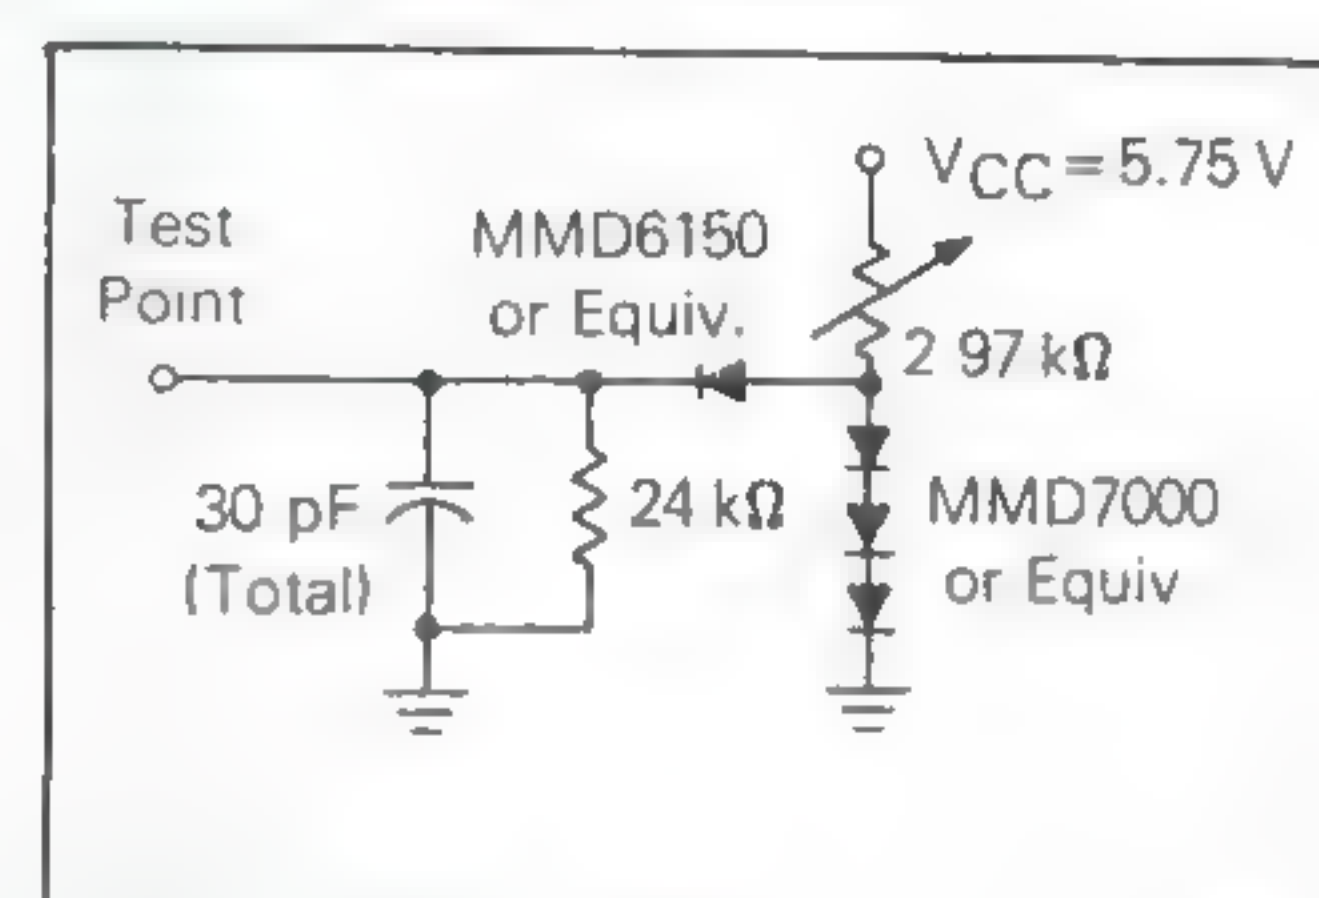 VCC = 5.75 V
Test
Point
MMD6150
or Equiv.
2 97 kΩ
30 pF
(Total)
24 kΩ
MMD7000
or Equiv